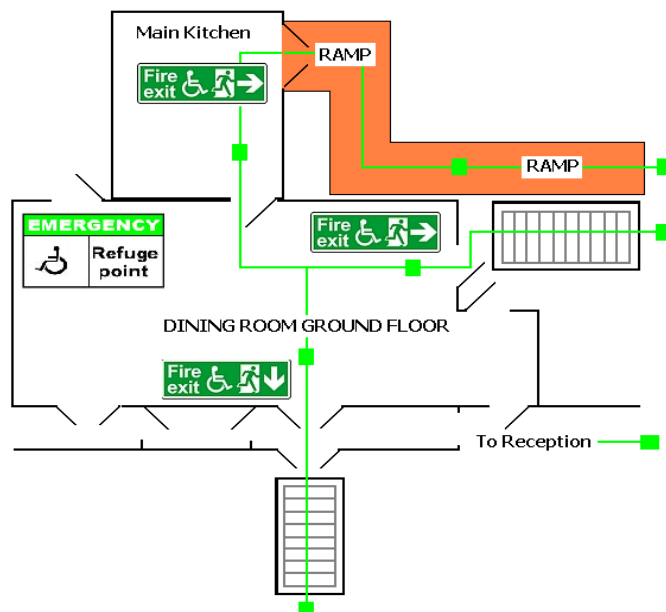 Main Kitchen
RAMP
Fire
exit
RAMP
EMERGENCY
Refuge
point
Fire
exit
DINING ROOM GROUND FLOOR
Fire
exit
To Reception